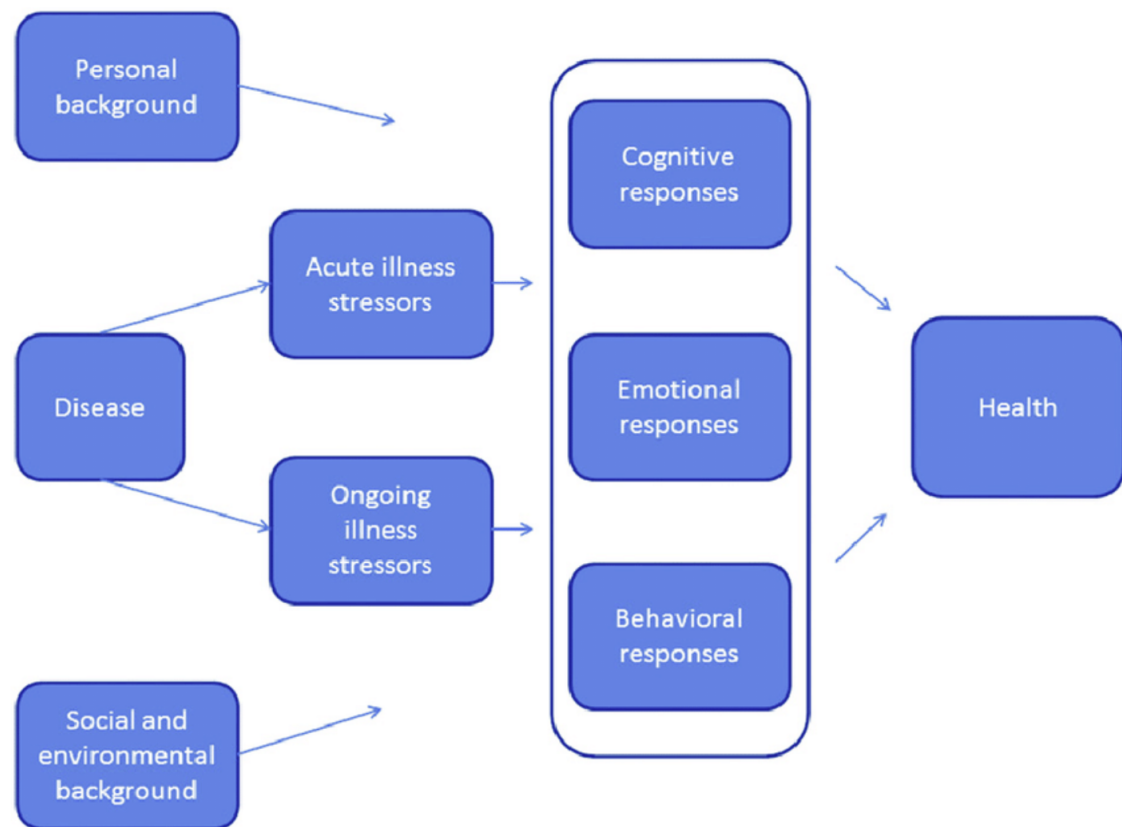 Personal
background
Cognitive
responses
Acute illness
stressors
Disease
Emotional
responses
Health
Ongoing
illness
stressors
Behavioral
responses
Social and
environmental
background